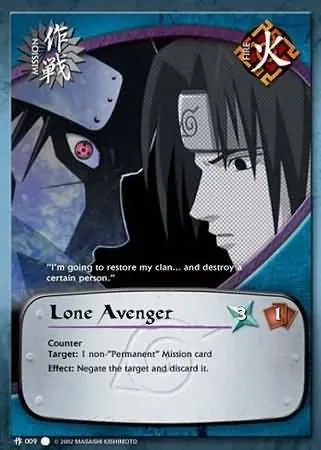 MISSION
作戦
FIRE
火
"I'm going to restore my clan... and destroy a
certain person."
Lone Avenger
3
1
Counter
Target: 1 non-"Permanent" Mission card
Effect: Negate the target and discard it.
作 009
© 2002 MASASHI KISHIMOTO